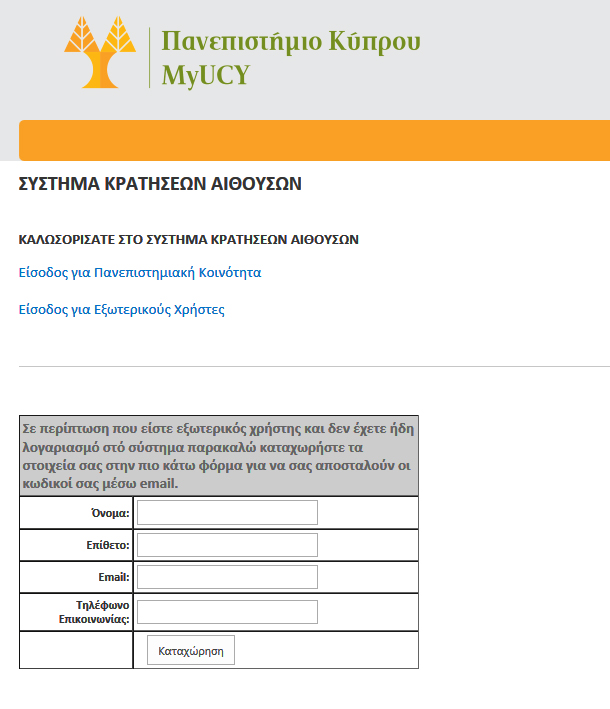 Πανεπιστήμιο Κύπρου
MyUCY
ΣΥΣΤΗΜΑ ΚΡΑΤΗΣΕΩΝ ΑΙΘΟΥΣΩΝ
ΚΑΛΩΣΟΡΙΣΑΤΕ ΣΤΟ ΣΥΣΤΗΜΑ ΚΡΑΤΗΣΕΩΝ ΑΙΘΟΥΣΩΝ
Είσοδος για Πανεπιστημιακή Κοινότητα
Είσοδος για Εξωτερικούς Χρήστες
Σε περίπτωση που είστε εξωτερικός χρήστης και δεν έχετε ήδη
λογαριασμό στό σύστημα παρακαλώ καταχωρήστε τα
στοιχεία σας στην πιο κάτω φόρμα για να σας αποσταλούν οι
κωδικοί σας μέσω email.
Όνομα:
Επίθετο:
Email:
Τηλέφωνο
Επικοινωνίας:
Καταχώρηση